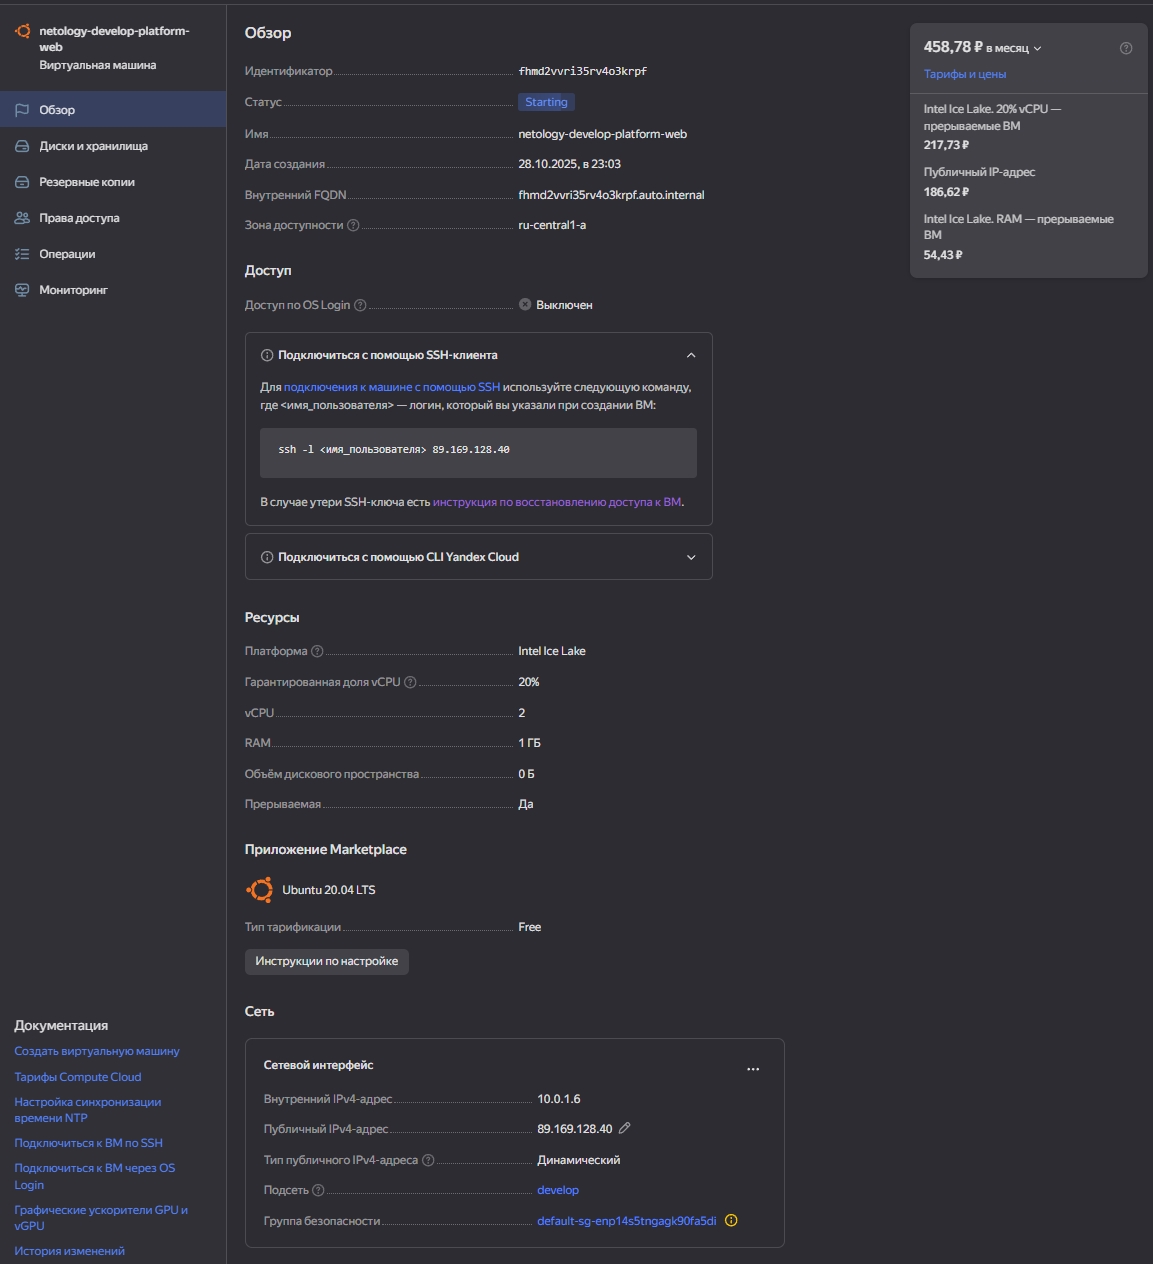 netology-develop-platform-
web
Виртуальная машина
Обзор
Диски и хранилища
Резервные копии
Права доступа
Операции
Мониторинг
Документация
Создать виртуальную машину
Тарифы Compute Cloud
Настройка синхронизации
времени NTP
Подключиться к ВМ по SSH
Подключиться к ВМ через OS
Login
Графические ускорители GPU и
vGPU
История изменений
Обзор
Идентификатор fhmd2vvri35rv4o3krpf
Статус Starting
Имя netology-develop-platform-web
Дата создания 28.10.2025, в 23:03
Внутренний FQDN fhmd2vvri35rv4o3krpf.auto.internal
Зона доступности ru-central1-a
Доступ
Доступ по OS Login Выключен
Подключиться с помощью SSH-клиента
Для подключения к машине с помощью SSH используйте следующую команду,
где <имя_пользователя> — логин, который вы указали при создании ВМ:
ssh -l <имя_пользователя> 89.169.128.40
В случае утери SSH-ключа есть инструкция по восстановлению доступа к ВМ.
Подключиться с помощью CLI Yandex Cloud
Ресурсы
Платформа Intel Ice Lake
Гарантированная доля vCPU 20%
vCPU 2
RAM 1 ГБ
Объём дискового пространства 0 Б
Прерываемая Да
Приложение Marketplace
Ubuntu 20.04 LTS
Тип тарификации Free
Инструкции по настройке
Сеть
Сетевой интерфейс
Внутренний IPv4-адрес 10.0.1.6
Публичный IPv4-адрес 89.169.128.40
Тип публичного IPv4-адреса Динамический
Подсеть develop
Группа безопасности default-sg-enp14s5tngagk90fa5di
458,78 ₽ в месяц
Тарифы и цены
Intel Ice Lake. 20% vCPU —
прерываемые ВМ
217,73 ₽
Публичный IP-адрес
186,62 ₽
Intel Ice Lake. RAM — прерываемые
ВМ
54,43 ₽